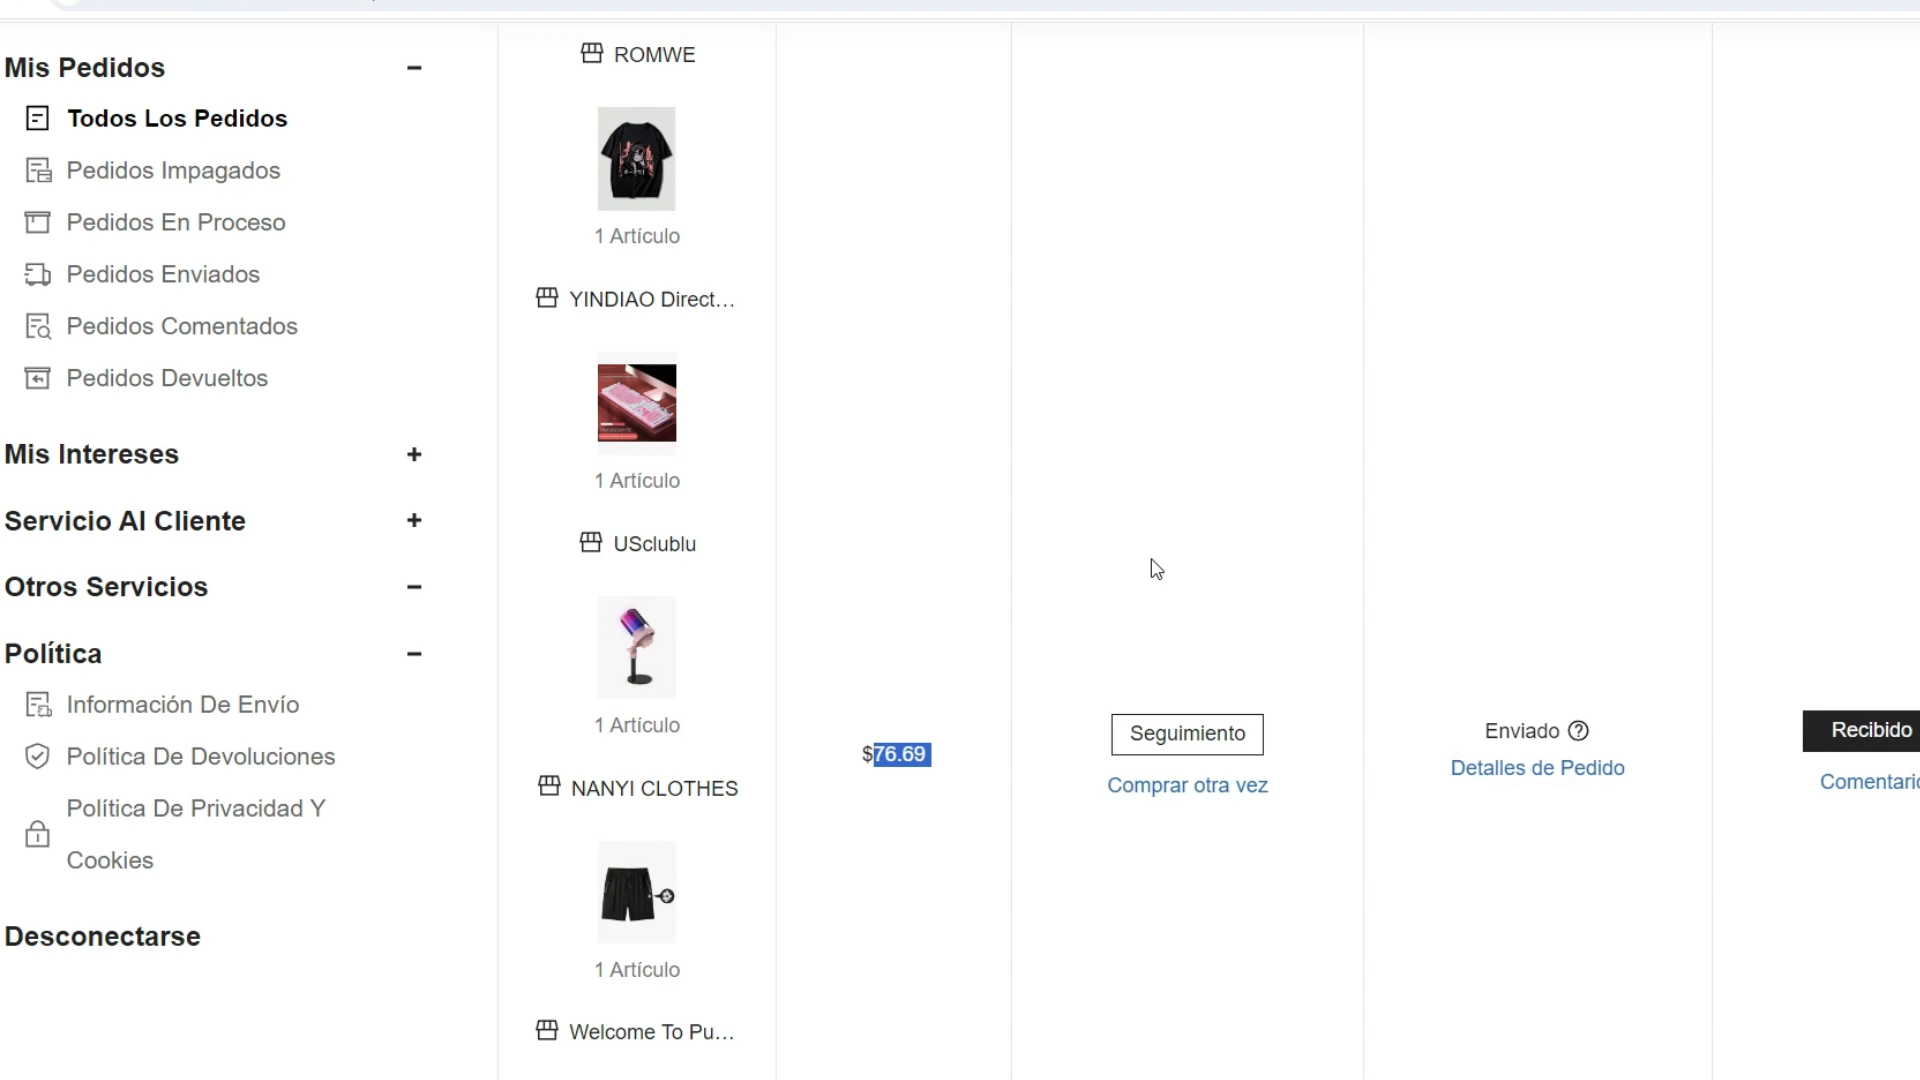 Mis Pedidos
Todos Los Pedidos
Pedidos Impagados
Pedidos En Proceso
Pedidos Enviados
Pedidos Comentados
Pedidos Devueltos
Mis Intereses
Servicio Al Cliente
Otros Servicios
Política
Información De Envío
Política De Devoluciones
Política De Privacidad Y
Cookies
Desconectarse
ROMWE
1 Artículo
YINDIAO Direct...
1 Artículo
USclublu
1 Artículo
NANYI CLOTHES
1 Artículo
Welcome To Pu...
$76.69
Seguimiento
Comprar otra vez
Enviado
Detalles de Pedido
Recibido
Comentario